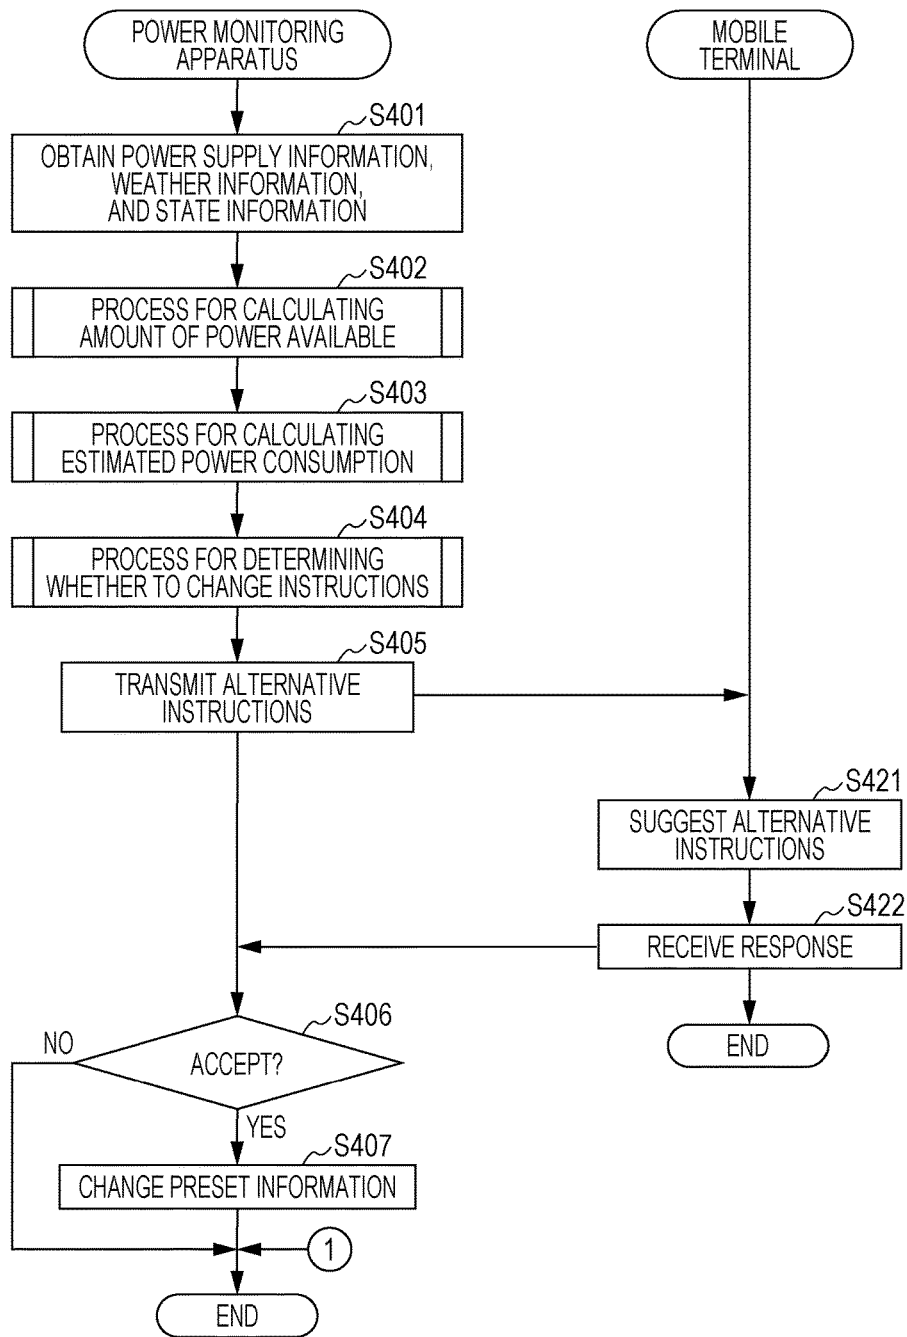 POWER MONITORING
APPARATUS
MOBILE
TERMINAL
S401
OBTAIN POWER SUPPLY INFORMATION,
WEATHER INFORMATION,
AND STATE INFORMATION
S402
PROCESS FOR CALCULATING
AMOUNT OF POWER AVAILABLE
S403
PROCESS FOR CALCULATING
ESTIMATED POWER CONSUMPTION
S404
PROCESS FOR DETERMINING
WHETHER TO CHANGE INSTRUCTIONS
S405
TRANSMIT ALTERNATIVE
INSTRUCTIONS
S421
SUGGEST ALTERNATIVE
INSTRUCTIONS
S422
RECEIVE RESPONSE
END
S406
NO
ACCEPT?
YES
S407
CHANGE PRESET INFORMATION
1
END